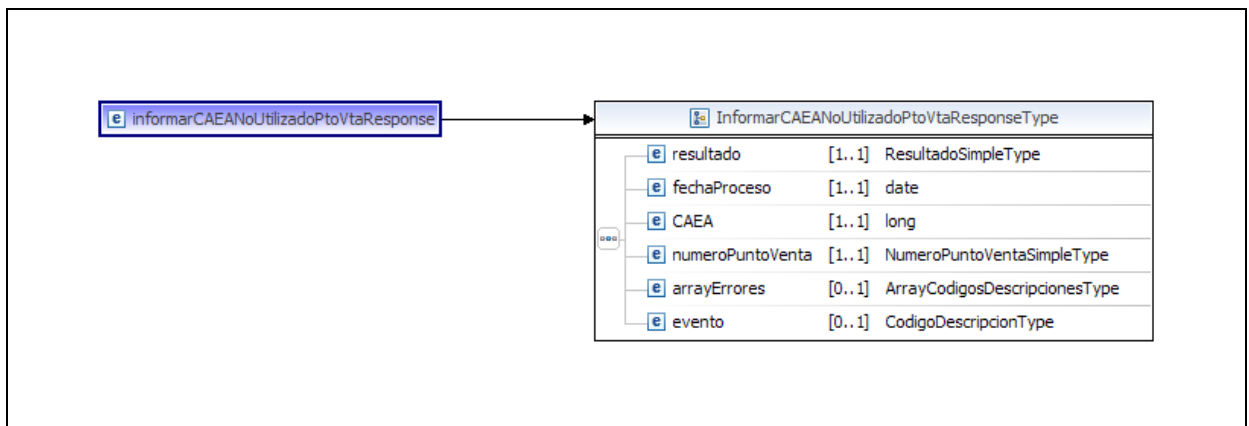 informarCAEANoUtilizadoPtoVtaResponse
InformarCAEANoUtilizadoPtoVtaResponseType
e resultado [1..1] ResultadoSimpleType
e fechaProceso [1..1] date
e CAEA [1..1] long
e numeroPuntoVenta [1..1] NumeroPuntoVentaSimpleType
e arrayErrores [0..1] ArrayCodigosDescripcionesType
e evento [0..1] CodigoDescripcionType